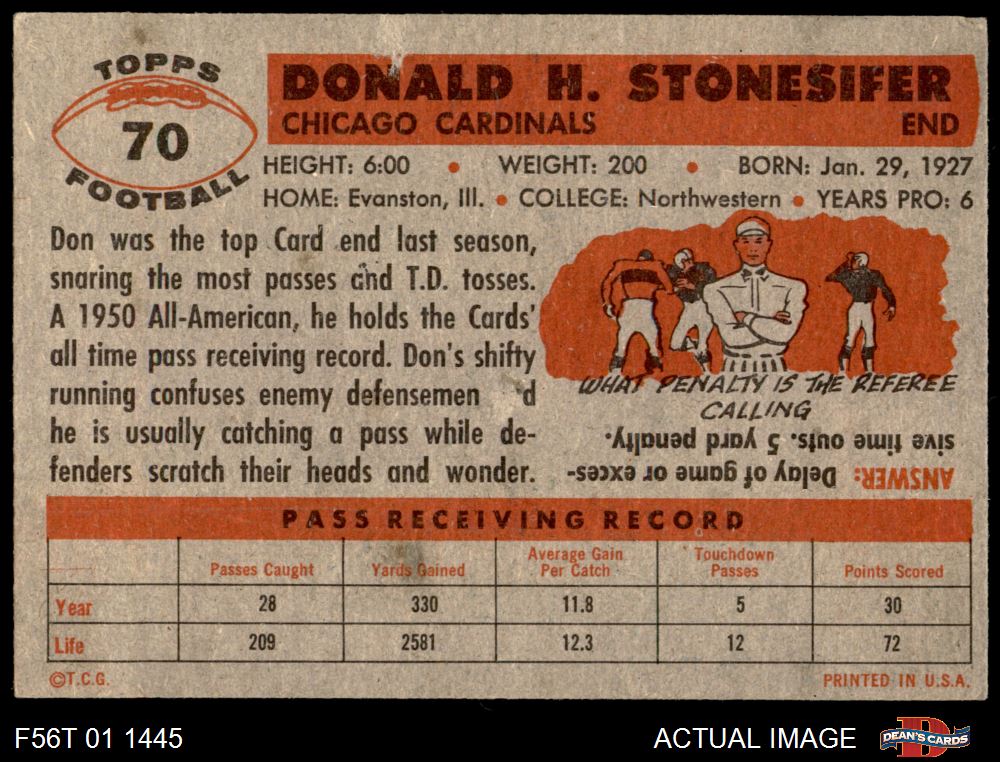 TOPPS
70
FOOTBALL
DONALD H. STONESIFER
CHICAGO CARDINALS END
HEIGHT: 6:00 • WEIGHT: 200 • BORN: Jan. 29, 1927
HOME: Evanston, Ill. • COLLEGE: Northwestern • YEARS PRO: 6
Don was the top Card end last season,
snaring the most passes and T.D. tosses.
A 1950 All-American, he holds the Cards'
all time pass receiving record. Don's shifty
running confuses enemy defensemen d
he is usually catching a pass while de-
fenders scratch their heads and wonder.
WHAT PENALTY IS THE REFEREE
CALLING
ANSWER: Delay of game or exces-
sive time outs. 5 yard penalty.
PASS RECEIVING RECORD
Passes Caught Yards Gained Average Gain Per Catch Touchdown Passes Points Scored
Year 28 330 11.8 5 30
Life 209 2581 12.3 12 72
©T.C.G. PRINTED IN U.S.A.
F56T 01 1445 ACTUAL IMAGE DEAN'S CARDS